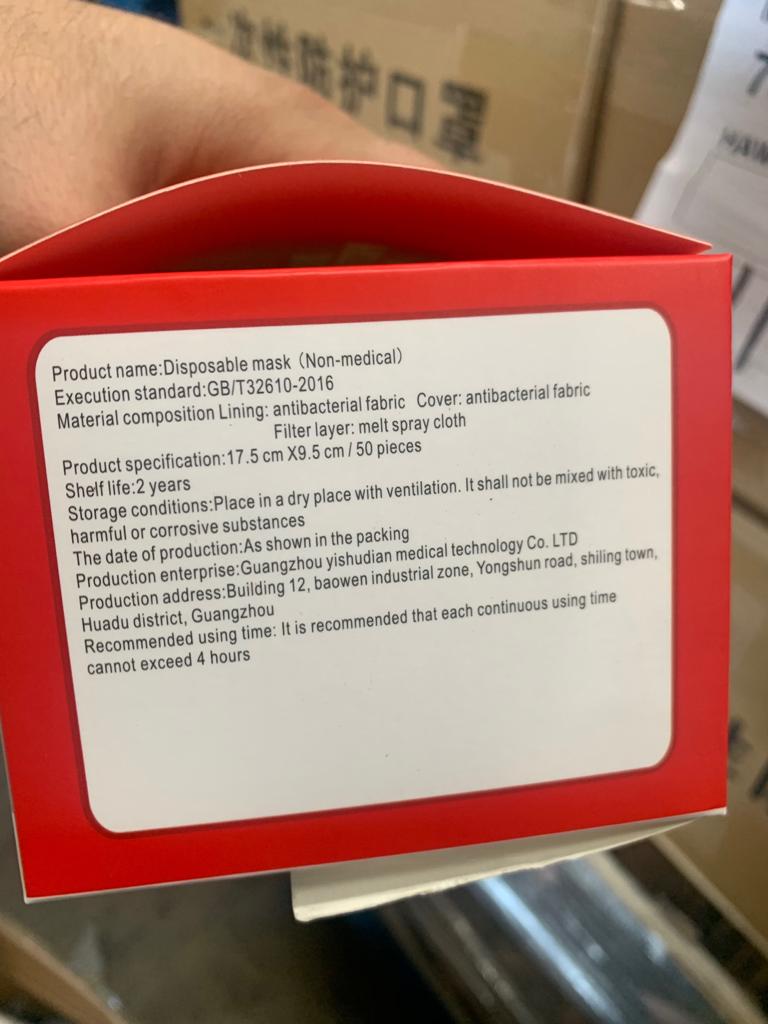 次性防护口罩
7
HAW
Product name:Disposable mask（Non-medical）
Execution standard:GB/T32610-2016
Material composition Lining: antibacterial fabric Cover: antibacterial fabric
Filter layer: melt spray cloth
Product specification:17.5 cm X9.5 cm / 50 pieces
Shelf life:2 years
Storage conditions:Place in a dry place with ventilation. It shall not be mixed with toxic,
harmful or corrosive substances
The date of production:As shown in the packing
Production enterprise:Guangzhou yishudian medical technology Co. LTD
Production address:Building 12, baowen industrial zone, Yongshun road, shiling town,
Huadu district, Guangzhou
Recommended using time: It is recommended that each continuous using time
cannot exceed 4 hours